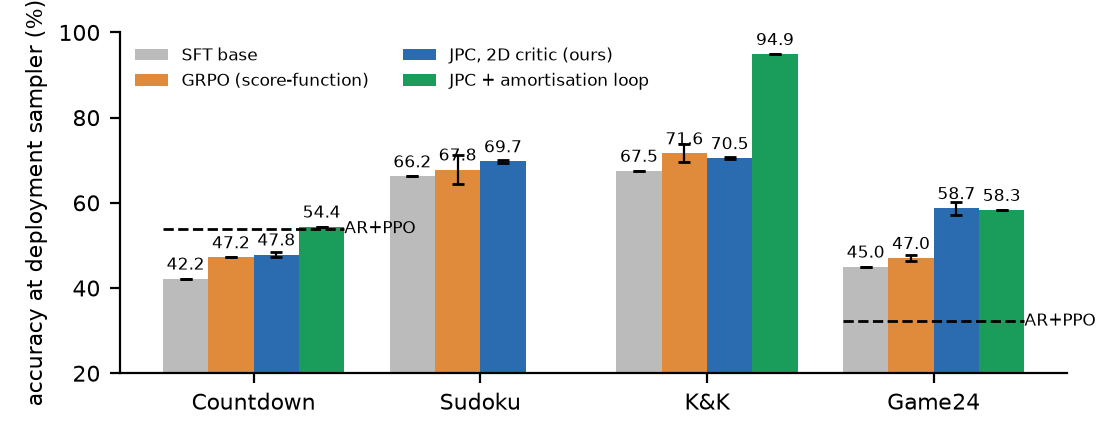 accuracy at deployment sampler (%)
100
80
60
40
20
SFT base
GRPO (score-function)
JPC, 2D critic (ours)
JPC + amortisation loop
42.2
47.2
47.8
54.4
AR+PPO
66.2
67.8
69.7
67.5
71.6
70.5
94.9
45.0
47.0
58.7
58.3
AR+PPO
Countdown
Sudoku
K&K
Game24